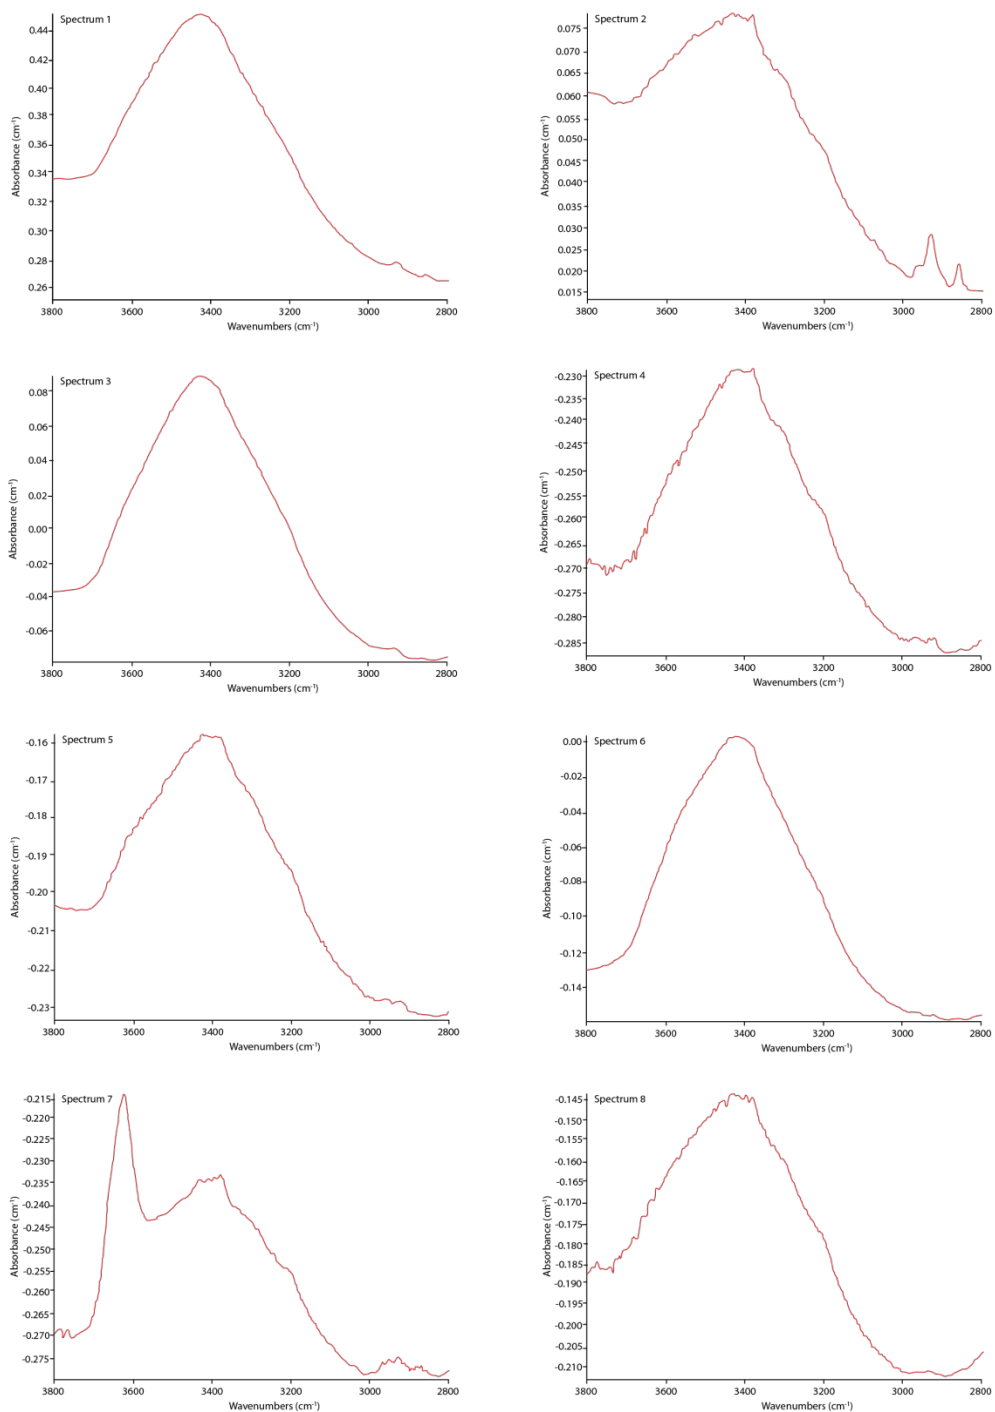 Spectrum 1
0.44
0.42
0.40
0.38
0.36
0.34
0.32
0.30
0.28
0.26
Absorbance (cm⁻¹)
3800 3600 3400 3200 3000 2800
Wavenumbers (cm⁻¹)
Spectrum 2
0.075
0.070
0.065
0.060
0.055
0.050
0.045
0.040
0.035
0.030
0.025
0.020
0.015
Absorbance (cm⁻¹)
3800 3600 3400 3200 3000 2800
Wavenumbers (cm⁻¹)
Spectrum 3
0.08
0.06
0.04
0.02
0.00
-0.02
-0.04
-0.06
Absorbance (cm⁻¹)
3800 3600 3400 3200 3000 2800
Wavenumbers (cm⁻¹)
Spectrum 4
-0.230
-0.235
-0.240
-0.245
-0.250
-0.255
-0.260
-0.265
-0.270
-0.275
-0.280
-0.285
Absorbance (cm⁻¹)
3800 3600 3400 3200 3000 2800
Wavenumbers (cm⁻¹)
Spectrum 5
-0.16
-0.17
-0.18
-0.19
-0.20
-0.21
-0.22
-0.23
Absorbance (cm⁻¹)
3800 3600 3400 3200 3000 2800
Wavenumbers (cm⁻¹)
Spectrum 6
0.00
-0.02
-0.04
-0.06
-0.08
-0.10
-0.12
-0.14
Absorbance (cm⁻¹)
3800 3600 3400 3200 3000 2800
Wavenumbers (cm⁻¹)
Spectrum 7
-0.215
-0.220
-0.225
-0.230
-0.235
-0.240
-0.245
-0.250
-0.255
-0.260
-0.265
-0.270
-0.275
Absorbance (cm⁻¹)
3800 3600 3400 3200 3000 2800
Wavenumbers (cm⁻¹)
Spectrum 8
-0.145
-0.150
-0.155
-0.160
-0.165
-0.170
-0.175
-0.180
-0.185
-0.190
-0.195
-0.200
-0.205
-0.210
Absorbance (cm⁻¹)
3800 3600 3400 3200 3000 2800
Wavenumbers (cm⁻¹)